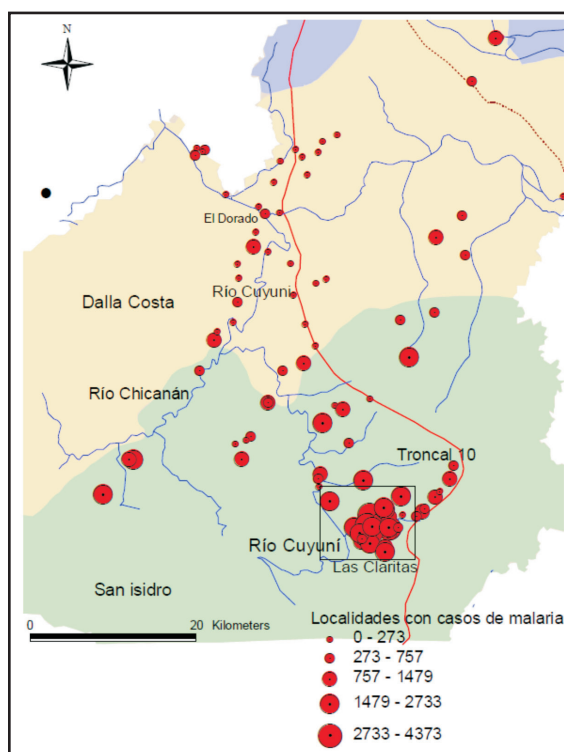 N
El Dorado
Río Cuyuni
Dalla Costa
Río Chicanán
Troncal 10
Río Cuyuní
Las Claritas
San isidro
Localidades con casos de malaria
0 20 Kilometers
0 - 273
273 - 757
757 - 1479
1479 - 2733
2733 - 4373